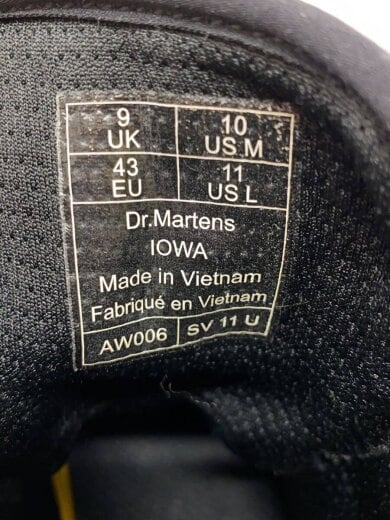 9 10
UK US M
43 11
EU US L
Dr.Martens
IOWA
Made in Vietnam
Fabriqué en Vietnam
AW006 SV 11 U